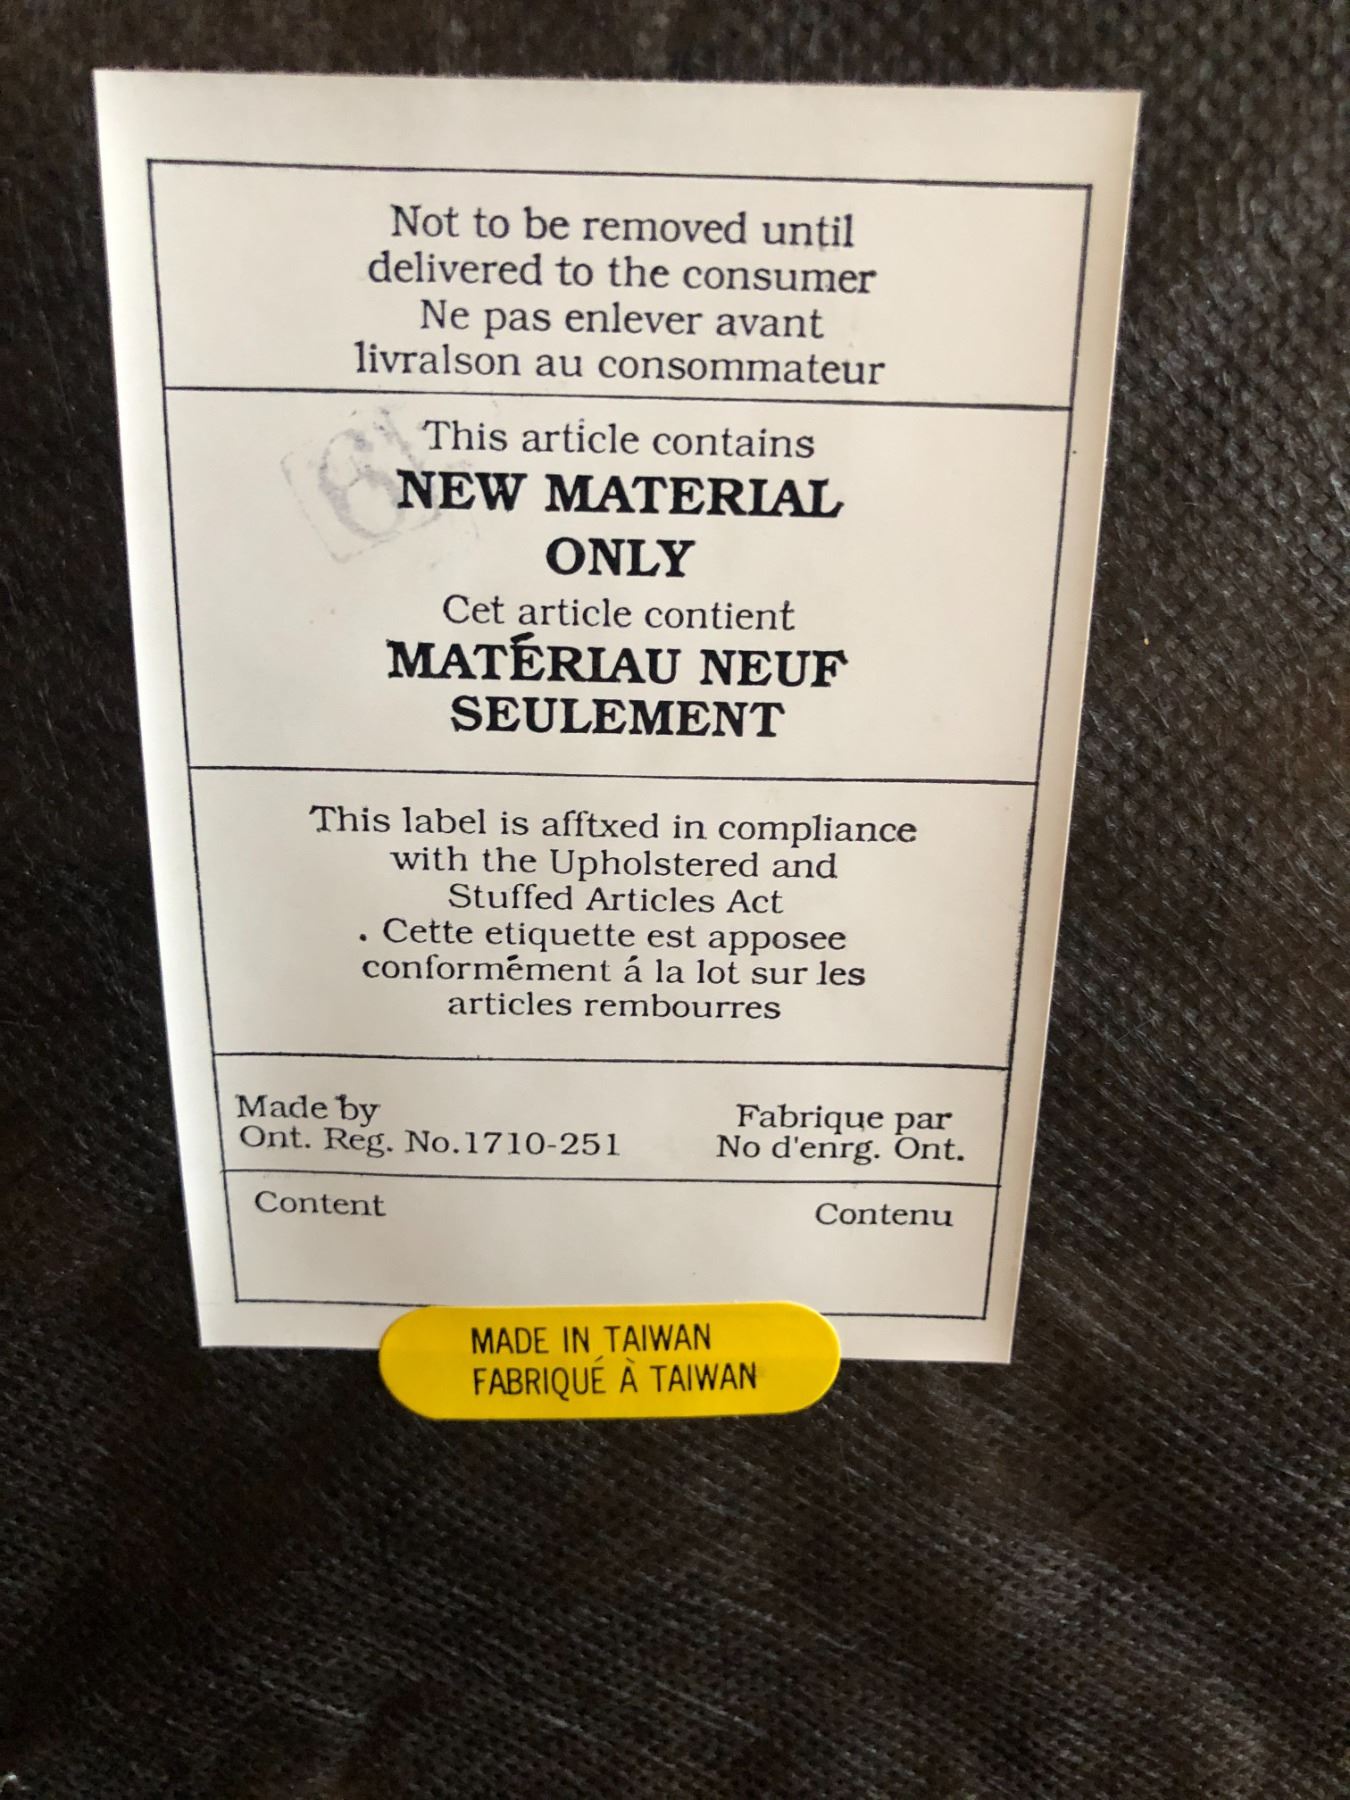 Not to be removed until
delivered to the consumer
Ne pas enlever avant
livralson au consommateur
This article contains
NEW MATERIAL
ONLY
Cet article contient
MATÉRIAU NEUF
SEULEMENT
This label is afftxed in compliance
with the Upholstered and
Stuffed Articles Act
. Cette etiquette est apposee
conformément á la lot sur les
articles rembourres
Made by
Ont. Reg. No.1710-251
Fabrique par
No d'enrg. Ont.
Content
Contenu
MADE IN TAIWAN
FABRIQUÉ À TAIWAN